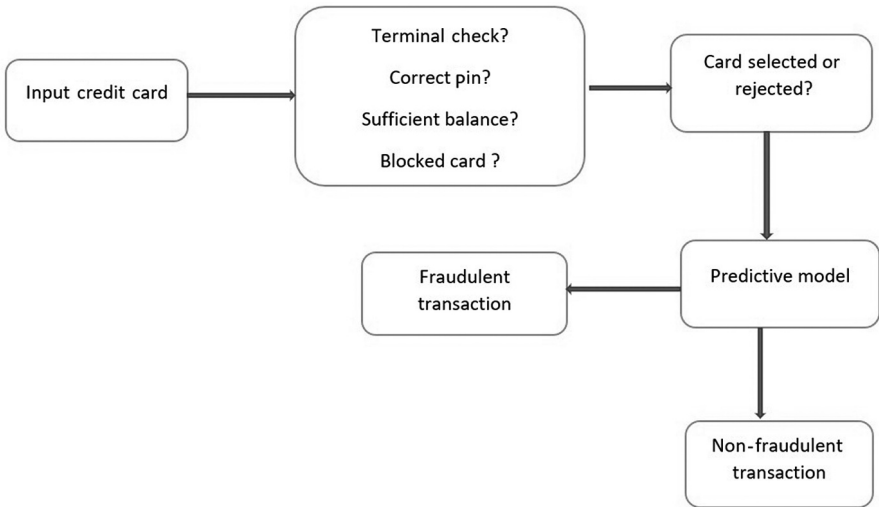 Input credit card
Terminal check?
Correct pin?
Sufficient balance?
Blocked card ?
Card selected or
rejected?
Predictive model
Fraudulent
transaction
Non-fraudulent
transaction